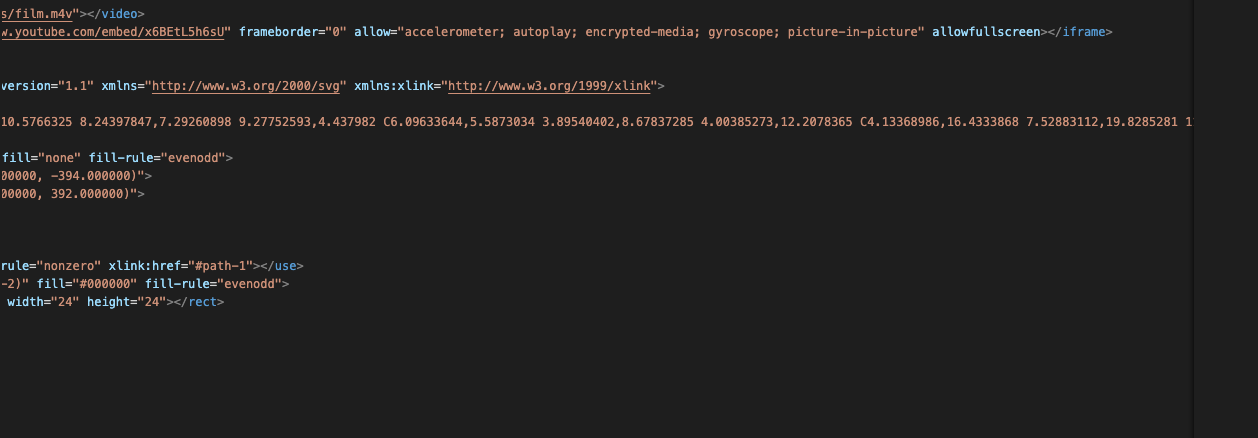 s/film.m4v"></video>
w.youtube.com/embed/x6BEtL5h6sU" frameborder="0" allow="accelerometer; autoplay; encrypted-media; gyroscope; picture-in-picture" allowfullscreen></iframe>
version="1.1" xmlns="http://www.w3.org/2000/svg" xmlns:xlink="http://www.w3.org/1999/xlink">
10.5766325 8.24397847,7.29260898 9.27752593,4.437982 C6.09633644,5.5873034 3.89540402,8.67837285 4.00385273,12.2078365 C4.13368986,16.4333868 7.52883112,19.8285281 1
fill="none" fill-rule="evenodd">
00000, -394.000000)">
00000, 392.000000)">
rule="nonzero" xlink:href="#path-1"></use>
-2)" fill="#000000" fill-rule="evenodd">
width="24" height="24"></rect>